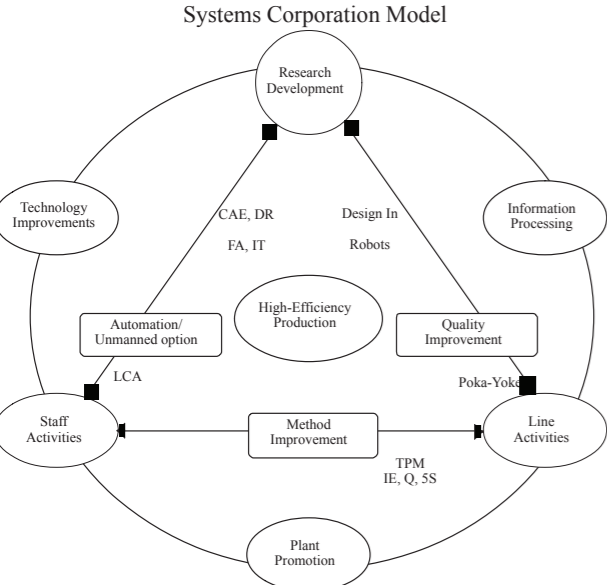 Systems Corporation Model
Research
Development
Technology
Improvements
Information
Processing
CAE, DR
FA, IT
Design In
Robots
High-Efficiency
Production
Automation/
Unmanned option
Quality
Improvement
LCA
Poka-Yoke
Staff
Activities
Method
Improvement
Line
Activities
TPM
IE, Q, 5S
Plant
Promotion